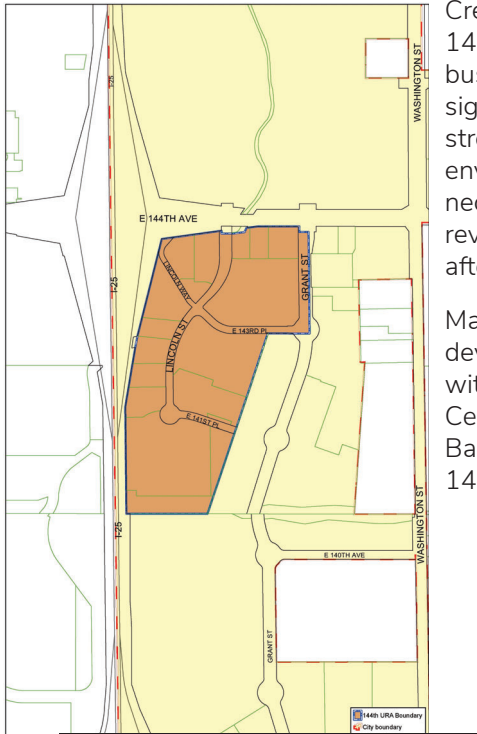 WASHINGTON ST
I-25
E 144TH AVE
LINCOLN WAY
GRANT ST
I-25
LINCOLN ST
E 143RD PL
E 141ST PL
WASHINGTON ST
I-25
E 140TH AVE
GRANT ST
144th URA Boundary
City boundary
Cre
14
bus
sig
stre
env
nec
rev
afte
Ma
dev
wit
Ce
Ba
14